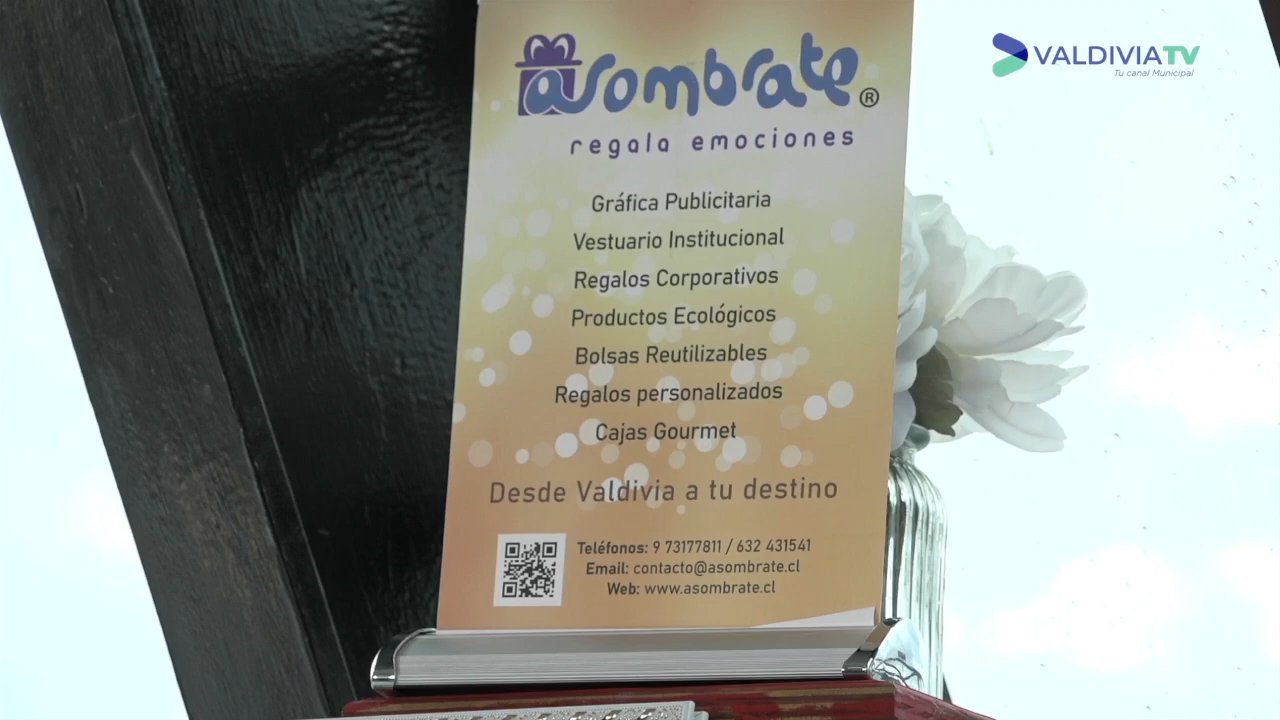 VALDIVIATV
Tu canal Municipal
asombrate®
regala emociones
Gráfica Publicitaria
Vestuario Institucional
Regalos Corporativos
Productos Ecológicos
Bolsas Reutilizables
Regalos personalizados
Cajas Gourmet
Desde Valdivia a tu destino
Teléfonos: 9 73177811 / 632 431541
Email: contacto@asombrate.cl
Web: www.asombrate.cl